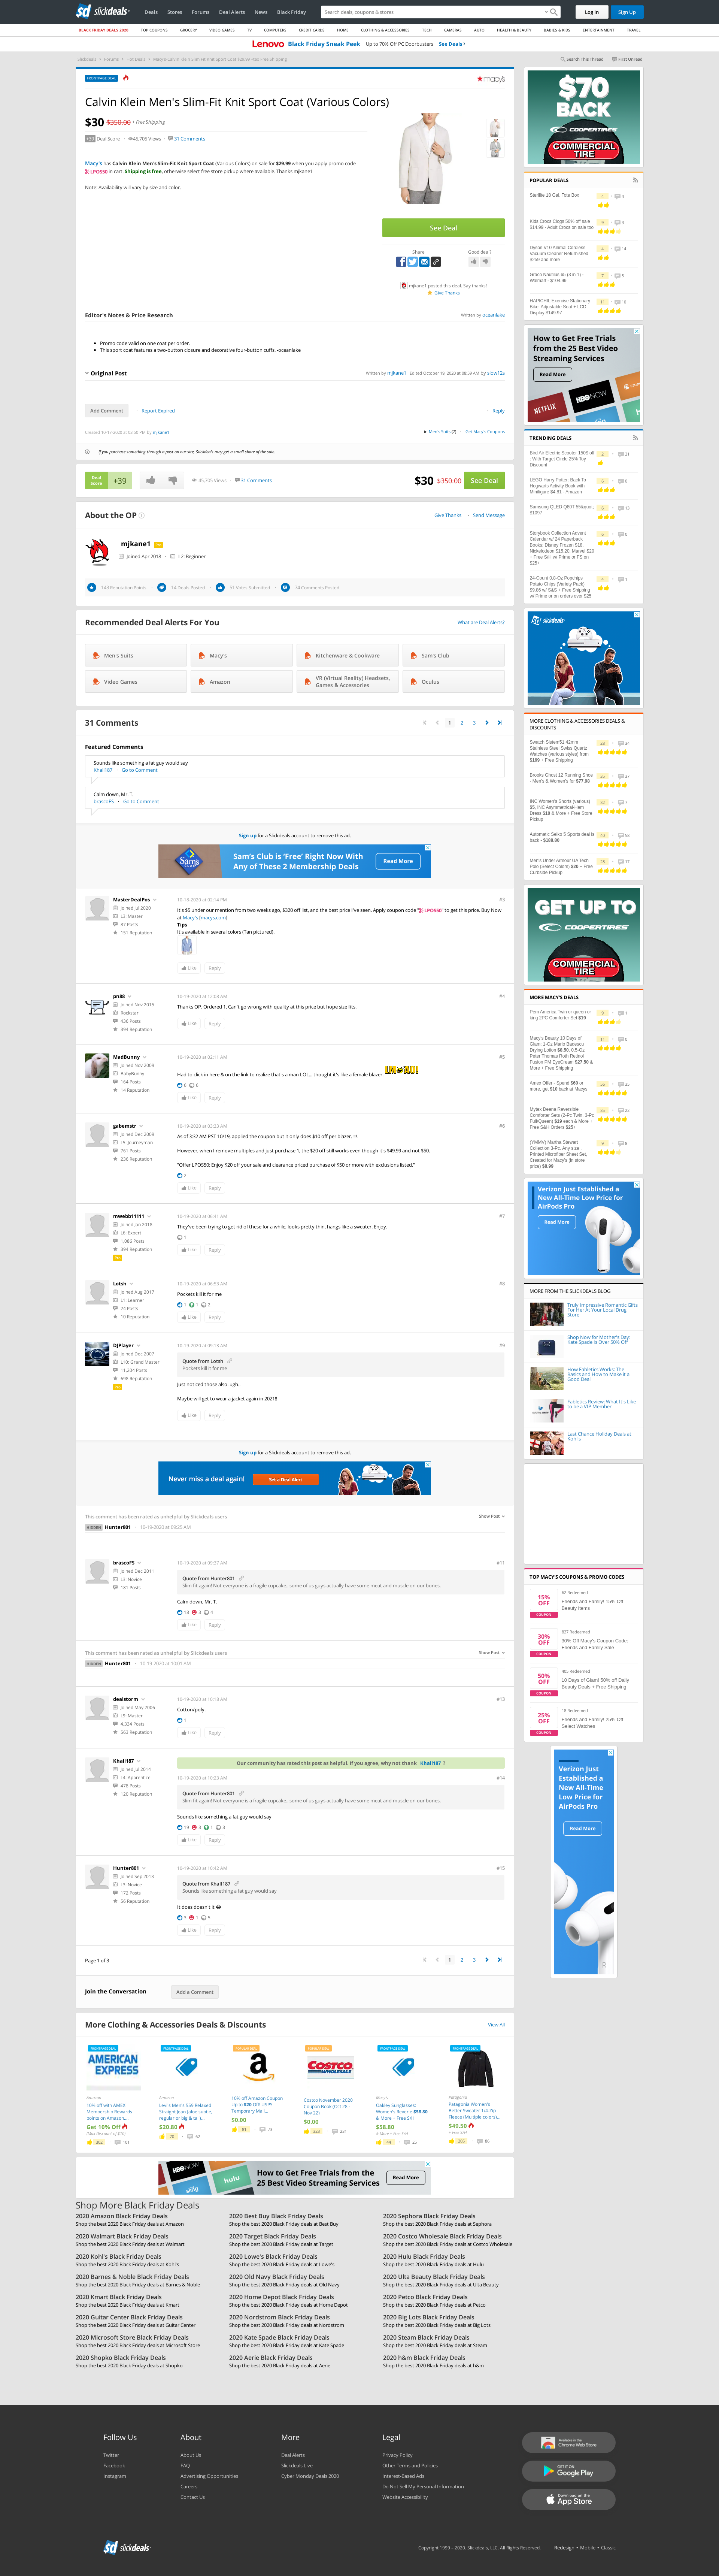 slickdeals
Deals Stores Forums Deal Alerts News Black Friday
Search deals, coupons & stores
Log In
Sign Up
BLACK FRIDAY DEALS 2020 TOP COUPONS GROCERY VIDEO GAMES TV COMPUTERS CREDIT CARDS HOME CLOTHING & ACCESSORIES TECH CAMERAS AUTO HEALTH & BEAUTY BABIES & KIDS ENTERTAINMENT TRAVEL
Lenovo Black Friday Sneak Peek Up to 70% Off PC Doorbusters See Deals
Search This Thread First Unread
FRONTPAGE DEAL
macys
Calvin Klein Men's Slim-Fit Knit Sport Coat (Various Colors)
$30 $350.00 • Free Shipping
Deal Score 45,705 Views 31 Comments
Macy's has Calvin Klein Men's Slim-Fit Knit Sport Coat (Various Colors) on sale for $29.99 when you apply promo code
LPOS50 in cart. Shipping is free, otherwise select free store pickup where available. Thanks mjkane1
Note: Availability will vary by size and color.
See Deal
Share
Good deal?
mjkane1 posted this deal. Say thanks!
Give Thanks
Editor's Notes & Price Research
Written by oceanlake
• Promo code valid on one coat per order.
• This sport coat features a two-button closure and decorative four-button cuffs. -oceanlake
Original Post
Written by mjkane1 Edited October 19, 2020 at 08:59 AM by slow12s
Add Comment
Report Expired
Reply
Created 10-17-2020 at 03:50 PM by mjkane1
in Men's Suits (7) Get Macy's Coupons
If you purchase something through a post on our site, Slickdeals may get a small share of the sale.
Deal Score +39
45,705 Views 31 Comments
$30 $350.00
See Deal
About the OP
Give Thanks Send Message
mjkane1 Pro
Joined Apr 2018 L2: Beginner
149 Reputation Points 14 Deals Posted 51 Votes Submitted 74 Comments Posted
Recommended Deal Alerts For You
What are Deal Alerts?
Men's Suits
Macy's
Kitchenware & Cookware
Sam's Club
Video Games
Amazon
VR (Virtual Reality) Headsets, Games & Accessories
Oculus
31 Comments
1 2 3
Featured Comments
Sounds like something a fat guy would say
Khall187 Go to Comment
Calm down, Mr. T.
brascoFS Go to Comment
Sign up for a Slickdeals account to remove this ad.
Sam's Club is 'Free' Right Now With Any of These 2 Membership Deals
Read More
MasterDealPos
Joined Jul 2020
L3: Master
87 Posts
151 Reputation
10-18-2020 at 02:14 PM
#3
It's $5 under our mention from two weeks ago, $320 off list, and the best price I've seen. Apply coupon code "LPOS50" to get this price. Buy Now
at Macy's [macys.com]
Tips
It's available in several colors (Tan pictured).
Like Reply
pn88
Joined Nov 2013
Rockstar
436 Posts
394 Reputation
10-19-2020 at 12:08 AM
#4
Thanks OP. Ordered 1. Can't go wrong with quality at this price but hope size fits.
Like Reply
MadBunny
Joined Nov 2009
BabyBunny
164 Posts
14 Reputation
10-19-2020 at 02:11 AM
#5
Had to click in here & on the link to realize that's a man LOL... thought it's like a female blazer LMAO!
6 6
Like Reply
gabemstr
Joined Dec 2009
L5: Journeyman
761 Posts
236 Reputation
10-19-2020 at 03:33 AM
#6
As of 3:32 AM PST 10/19, applied the coupon but it only does $10 off per blazer.
However, when I remove multiples and just purchase 1, the $20 off still works even though it's $49.99 and not $50.
"Offer LPOS50: Enjoy $20 off your sale and clearance priced purchase of $50 or more with exclusions listed."
2
Like Reply
mwebb11111
Joined Jan 2018
L6: Expert
1,086 Posts
394 Reputation
Pro
10-19-2020 at 06:41 AM
#7
They've been trying to get rid of these for a while, looks pretty thin, hangs like a sweater. Enjoy.
1
Like Reply
Lotsh
Joined Aug 2017
L1: Learner
24 Posts
10 Reputation
10-19-2020 at 06:53 AM
#8
Pockets kill it for me
1 1 2
Like Reply
DJPlayer
Joined Dec 2007
L10: Grand Master
11,204 Posts
698 Reputation
Pro
10-19-2020 at 09:13 AM
#9
Quote from Lotsh
Pockets kill it for me
Just noticed those also. ugh..
Maybe will get to wear a jacket again in 2021!!
Like Reply
Sign up for a Slickdeals account to remove this ad.
Never miss a deal again!
Set a Deal Alert
This comment has been rated as unhelpful by Slickdeals users
Show Post
Hunter801 10-19-2020 at 09:25 AM
brascoFS
Joined Dec 2011
L3: Novice
181 Posts
10-19-2020 at 09:37 AM
#11
Quote from Hunter801
Slim fit again! Not everyone is a fragile cupcake...some of us guys actually have some meat and muscle on our bones.
Calm down, Mr. T.
18 3 4
Like Reply
This comment has been rated as unhelpful by Slickdeals users
Show Post
Hunter801 10-19-2020 at 10:01 AM
dealstorm
Joined May 2006
L8: Master
4,334 Posts
563 Reputation
10-19-2020 at 10:18 AM
#13
Cotton/poly.
1
Like Reply
Khall187
Joined Jul 2014
L4: Apprentice
478 Posts
120 Reputation
Our community has rated this post as helpful. If you agree, why not thank Khall187 ?
10-19-2020 at 10:23 AM
#14
Quote from Hunter801
Slim fit again! Not everyone is a fragile cupcake...some of us guys actually have some meat and muscle on our bones.
Sounds like something a fat guy would say
19 3 1 3
Like Reply
Hunter801
Joined Sep 2013
L3: Novice
172 Posts
56 Reputation
10-19-2020 at 10:42 AM
#15
Quote from Khall187
Sounds like something a fat guy would say
It does doesn't it
3 1 5
Like Reply
Page 1 of 3
1 2 3
Join the Conversation
Add a Comment
More Clothing & Accessories Deals & Discounts
View All
AMERICAN EXPRESS
Amazon
10% off with AMEX Membership Rewards points on Amazon...
Get 10% Off
Amazon
Levi's Men's 559 Relaxed Straight Jean (aloe subtle, regular or big & tall)...
$20.80
10% off Amazon Coupon Up to $20 Off USPS Temporary Mail...
$0.00
COSTCO WHOLESALE
Costco November 2020 Coupon Book (Oct 28 - Nov 22)
$0.00
Macy's
Oakley Sunglasses: Women's Reverie $58.80 & More + Free S/H
$58.80
Patagonia
Patagonia Women's Better Sweater 1/4-Zip Fleece (Multiple colors)...
$49.50
How to Get Free Trials from the 25 Best Video Streaming Services
Read More
Shop More Black Friday Deals
2020 Amazon Black Friday Deals
Shop the best 2020 Black Friday deals at Amazon
2020 Best Buy Black Friday Deals
Shop the best 2020 Black Friday deals at Best Buy
2020 Sephora Black Friday Deals
Shop the best 2020 Black Friday deals at Sephora
2020 Walmart Black Friday Deals
Shop the best 2020 Black Friday deals at Walmart
2020 Target Black Friday Deals
Shop the best 2020 Black Friday deals at Target
2020 Costco Wholesale Black Friday Deals
Shop the best 2020 Black Friday deals at Costco Wholesale
2020 Kohl's Black Friday Deals
Shop the best 2020 Black Friday deals at Kohl's
2020 Lowe's Black Friday Deals
Shop the best 2020 Black Friday deals at Lowe's
2020 Hulu Black Friday Deals
Shop the best 2020 Black Friday deals at Hulu
2020 Barnes & Noble Black Friday Deals
Shop the best 2020 Black Friday deals at Barnes & Noble
2020 Old Navy Black Friday Deals
Shop the best 2020 Black Friday deals at Old Navy
2020 Ulta Beauty Black Friday Deals
Shop the best 2020 Black Friday deals at Ulta Beauty
2020 Kmart Black Friday Deals
Shop the best 2020 Black Friday deals at Kmart
2020 Home Depot Black Friday Deals
Shop the best 2020 Black Friday deals at Home Depot
2020 Petco Black Friday Deals
Shop the best 2020 Black Friday deals at Petco
2020 Guitar Center Black Friday Deals
Shop the best 2020 Black Friday deals at Guitar Center
2020 Nordstrom Black Friday Deals
Shop the best 2020 Black Friday deals at Nordstrom
2020 Big Lots Black Friday Deals
Shop the best 2020 Black Friday deals at Big Lots
2020 Microsoft Store Black Friday Deals
Shop the best 2020 Black Friday deals at Microsoft Store
2020 Kate Spade Black Friday Deals
Shop the best 2020 Black Friday deals at Kate Spade
2020 Steam Black Friday Deals
Shop the best 2020 Black Friday deals at Steam
2020 Shopko Black Friday Deals
Shop the best 2020 Black Friday deals at Shopko
2020 Aerie Black Friday Deals
Shop the best 2020 Black Friday deals at Aerie
2020 h&m Black Friday Deals
Shop the best 2020 Black Friday deals at h&m
$70 BACK
COOPERTIRES
COMMERCIAL TIRE
POPULAR DEALS
Sterilite 18 Gal. Tote Box
Kids Crocs Clogs 50% off sale $14.99 - Adult Crocs on sale too
Dyson V10 Animal Cordless Vacuum Cleaner Refurbished $259 and more
Graco Nautilus 65 (3 in 1) - Walmart - $104.99
HAPICHIL Exercise Stationary Bike, Adjustable Seat + LCD Display $149.97
How to Get Free Trials from the 25 Best Video Streaming Services
Read More
TRENDING DEALS
Bird Air Electric Scooter 150$ off . With Target Circle 25% Toy Discount
LEGO Harry Potter: Back To Hogwarts Activity Book with Minifigure $4.91 - Amazon
Samsung QLED Q80T 50&quot; $1097
Storybook Collection Advent Calendar w/ 24 Paperback Books: Disney Frozen $18, Nickelodeon $15.20, Marvel $20 + Free S/H w/ Prime or FS on $25+
24-Count 0.8-Oz Popchips Potato Chips (Variety Pack) $9.86 w/ S&S + Free Shipping w/ Prime or on orders over $25
slickdeals
MORE CLOTHING & ACCESSORIES DEALS & DISCOUNTS
Swatch Sistem51 42mm Stainless Steel Swiss Quartz Watches (various styles) from $169 + Free Shipping
Brooks Ghost 12 Running Shoe - Men's & Women's for $77.98
INC Women's Shorts (various) $5, INC Asymmetrical-Hem Dress $10 & More + Free Store Pickup
Automatic Seiko 5 Sports deal is back - $188.80
Men's Under Armour UA Tech Polo (Select Colors) $20 + Free Curbside Pickup
GET UP TO
COOPERTIRES
COMMERCIAL TIRE
MORE MACY'S DEALS
Pem America Twin or queen or king 2PC Comforter Set $19
Macy's Beauty 10 Days of Glam: 1-Oz Mario Badescu Drying Lotion $8.50, 0.5-Oz Peter Thomas Roth Retinol Fusion PM EyeCream $27.50 & More + Free Shipping
Amex Offer - Spend $60 or more, get $10 back at Macys
Mytex Deena Reversible Comforter Sets (2-Pc Twin, 3-Pc Full/Queen) $19 each & More + Free S&H Orders $25+
(YMMV) Martha Stewart Collection 3-Pc. Any size, Printed Microfiber Sheet Set, Created for Macy's (in store price) $8.99
Verizon Just Established a New All-Time Low Price for AirPods Pro
Read More
MORE FROM THE SLICKDEALS BLOG
Truly Impressive Romantic Gifts For Her At Your Local Drug Store
Shop Now for Mother's Day: Kate Spade Is Over 50% Off
How Fabletics Works: The Basics and How to Make it a Good Deal
Fabletics Review: What It's Like to be a VIP Member
Last Chance Holiday Deals at Kohl's
TOP MACY'S COUPONS & PROMO CODES
15% OFF COUPON
62 Redeemed
Friends and Family! 15% Off Beauty Items
30% OFF COUPON
827 Redeemed
30% Off Macy's Coupon Code: Friends and Family Sale
50% OFF COUPON
405 Redeemed
10 Days of Glam! 50% off Daily Beauty Deals + Free Shipping
25% OFF COUPON
18 Redeemed
Friends and Family! 25% Off Select Watches
Verizon Just Established a New All-Time Low Price for AirPods Pro
Read More
Follow Us
Twitter
Facebook
Instagram
About
About Us
FAQ
Advertising Opportunities
Careers
Contact Us
More
Deal Alerts
Slickdeals Live
Cyber Monday Deals 2020
Legal
Privacy Policy
Other Terms and Policies
Interest-Based Ads
Do Not Sell My Personal Information
Website Accessibility
Available in the Chrome Web Store
GET IT ON Google Play
Download on the App Store
slickdeals
Copyright 1999 - 2020. Slickdeals, LLC. All Rights Reserved.
Redesign • Mobile • Classic